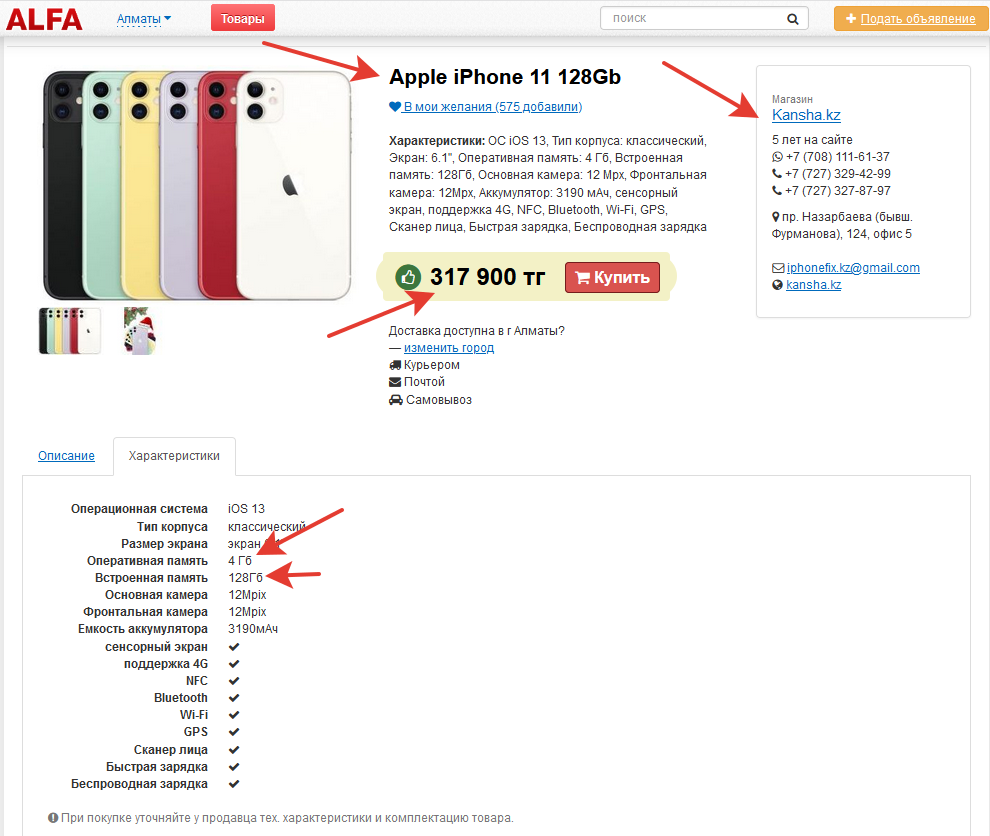 ALFA
Алматы
Товары
поиск
Подать объявление
Apple iPhone 11 128Gb
В мои желания (575 добавили)
Характеристики: ОС iOS 13, Тип корпуса: классический,
Экран: 6.1", Оперативная память: 4 Гб, Встроенная
память: 128Гб, Основная камера: 12 Мрх, Фронтальная
камера: 12Мрх, Аккумулятор: 3190 мАч, сенсорный
экран, поддержка 4G, NFC, Bluetooth, Wi-Fi, GPS,
Сканер лица, Быстрая зарядка, Беспроводная зарядка
317 900 тг
Купить
Доставка доступна в г Алматы?
— изменить город
Курьером
Почтой
Самовывоз
Магазин
Kansha.kz
5 лет на сайте
+7 (708) 111-61-37
+7 (727) 329-42-99
+7 (727) 327-87-97
пр. Назарбаева (бывш.
Фурманова), 124, офис 5
iphonefix.kz@gmail.com
kansha.kz
Описание
Характеристики
Операционная система iOS 13
Тип корпуса классический
Размер экрана экран
Оперативная память 4 Гб
Встроенная память 128Гб
Основная камера 12Mpix
Фронтальная камера 12Mpix
Емкость аккумулятора 3190мАч
сенсорный экран
поддержка 4G
NFC
Bluetooth
Wi-Fi
GPS
Сканер лица
Быстрая зарядка
Беспроводная зарядка
При покупке уточняйте у продавца тех. характеристики и комплектацию товара.